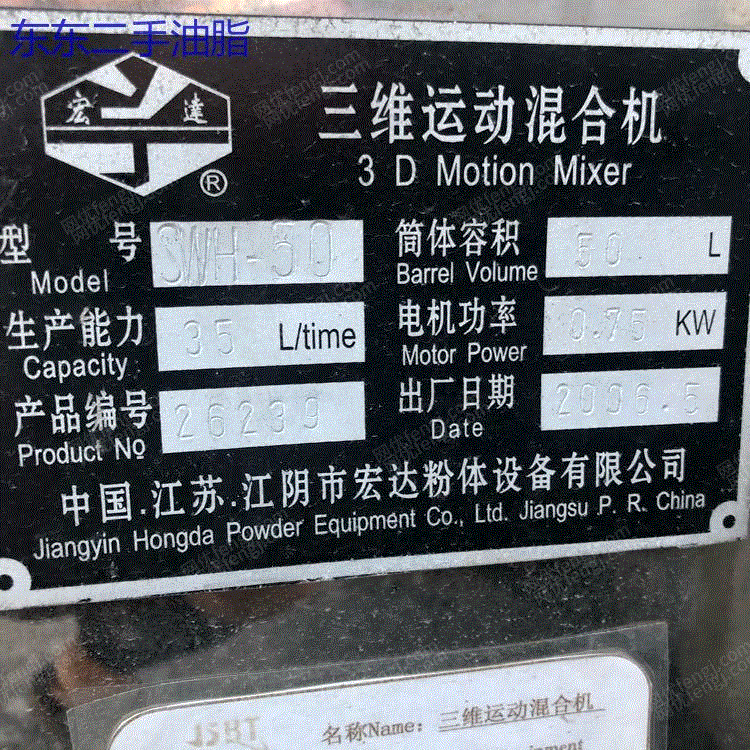 东东二手油脂
宏達
®
三维运动混合机
3 D Motion Mixer
型 号 SWH-50 筒体容积 50 L
Model Barrel Volume
生产能力 35 L/time 电机功率 0.75 KW
Capacity Motor Power
产品编号 26239 出厂日期 2006.5
Product No Date
中国.江苏.江阴市宏达粉体设备有限公司
Jiangyin Hongda Powder Equipment Co., Ltd. Jiangsu P. R. China
名称Name: 三维运动混合机